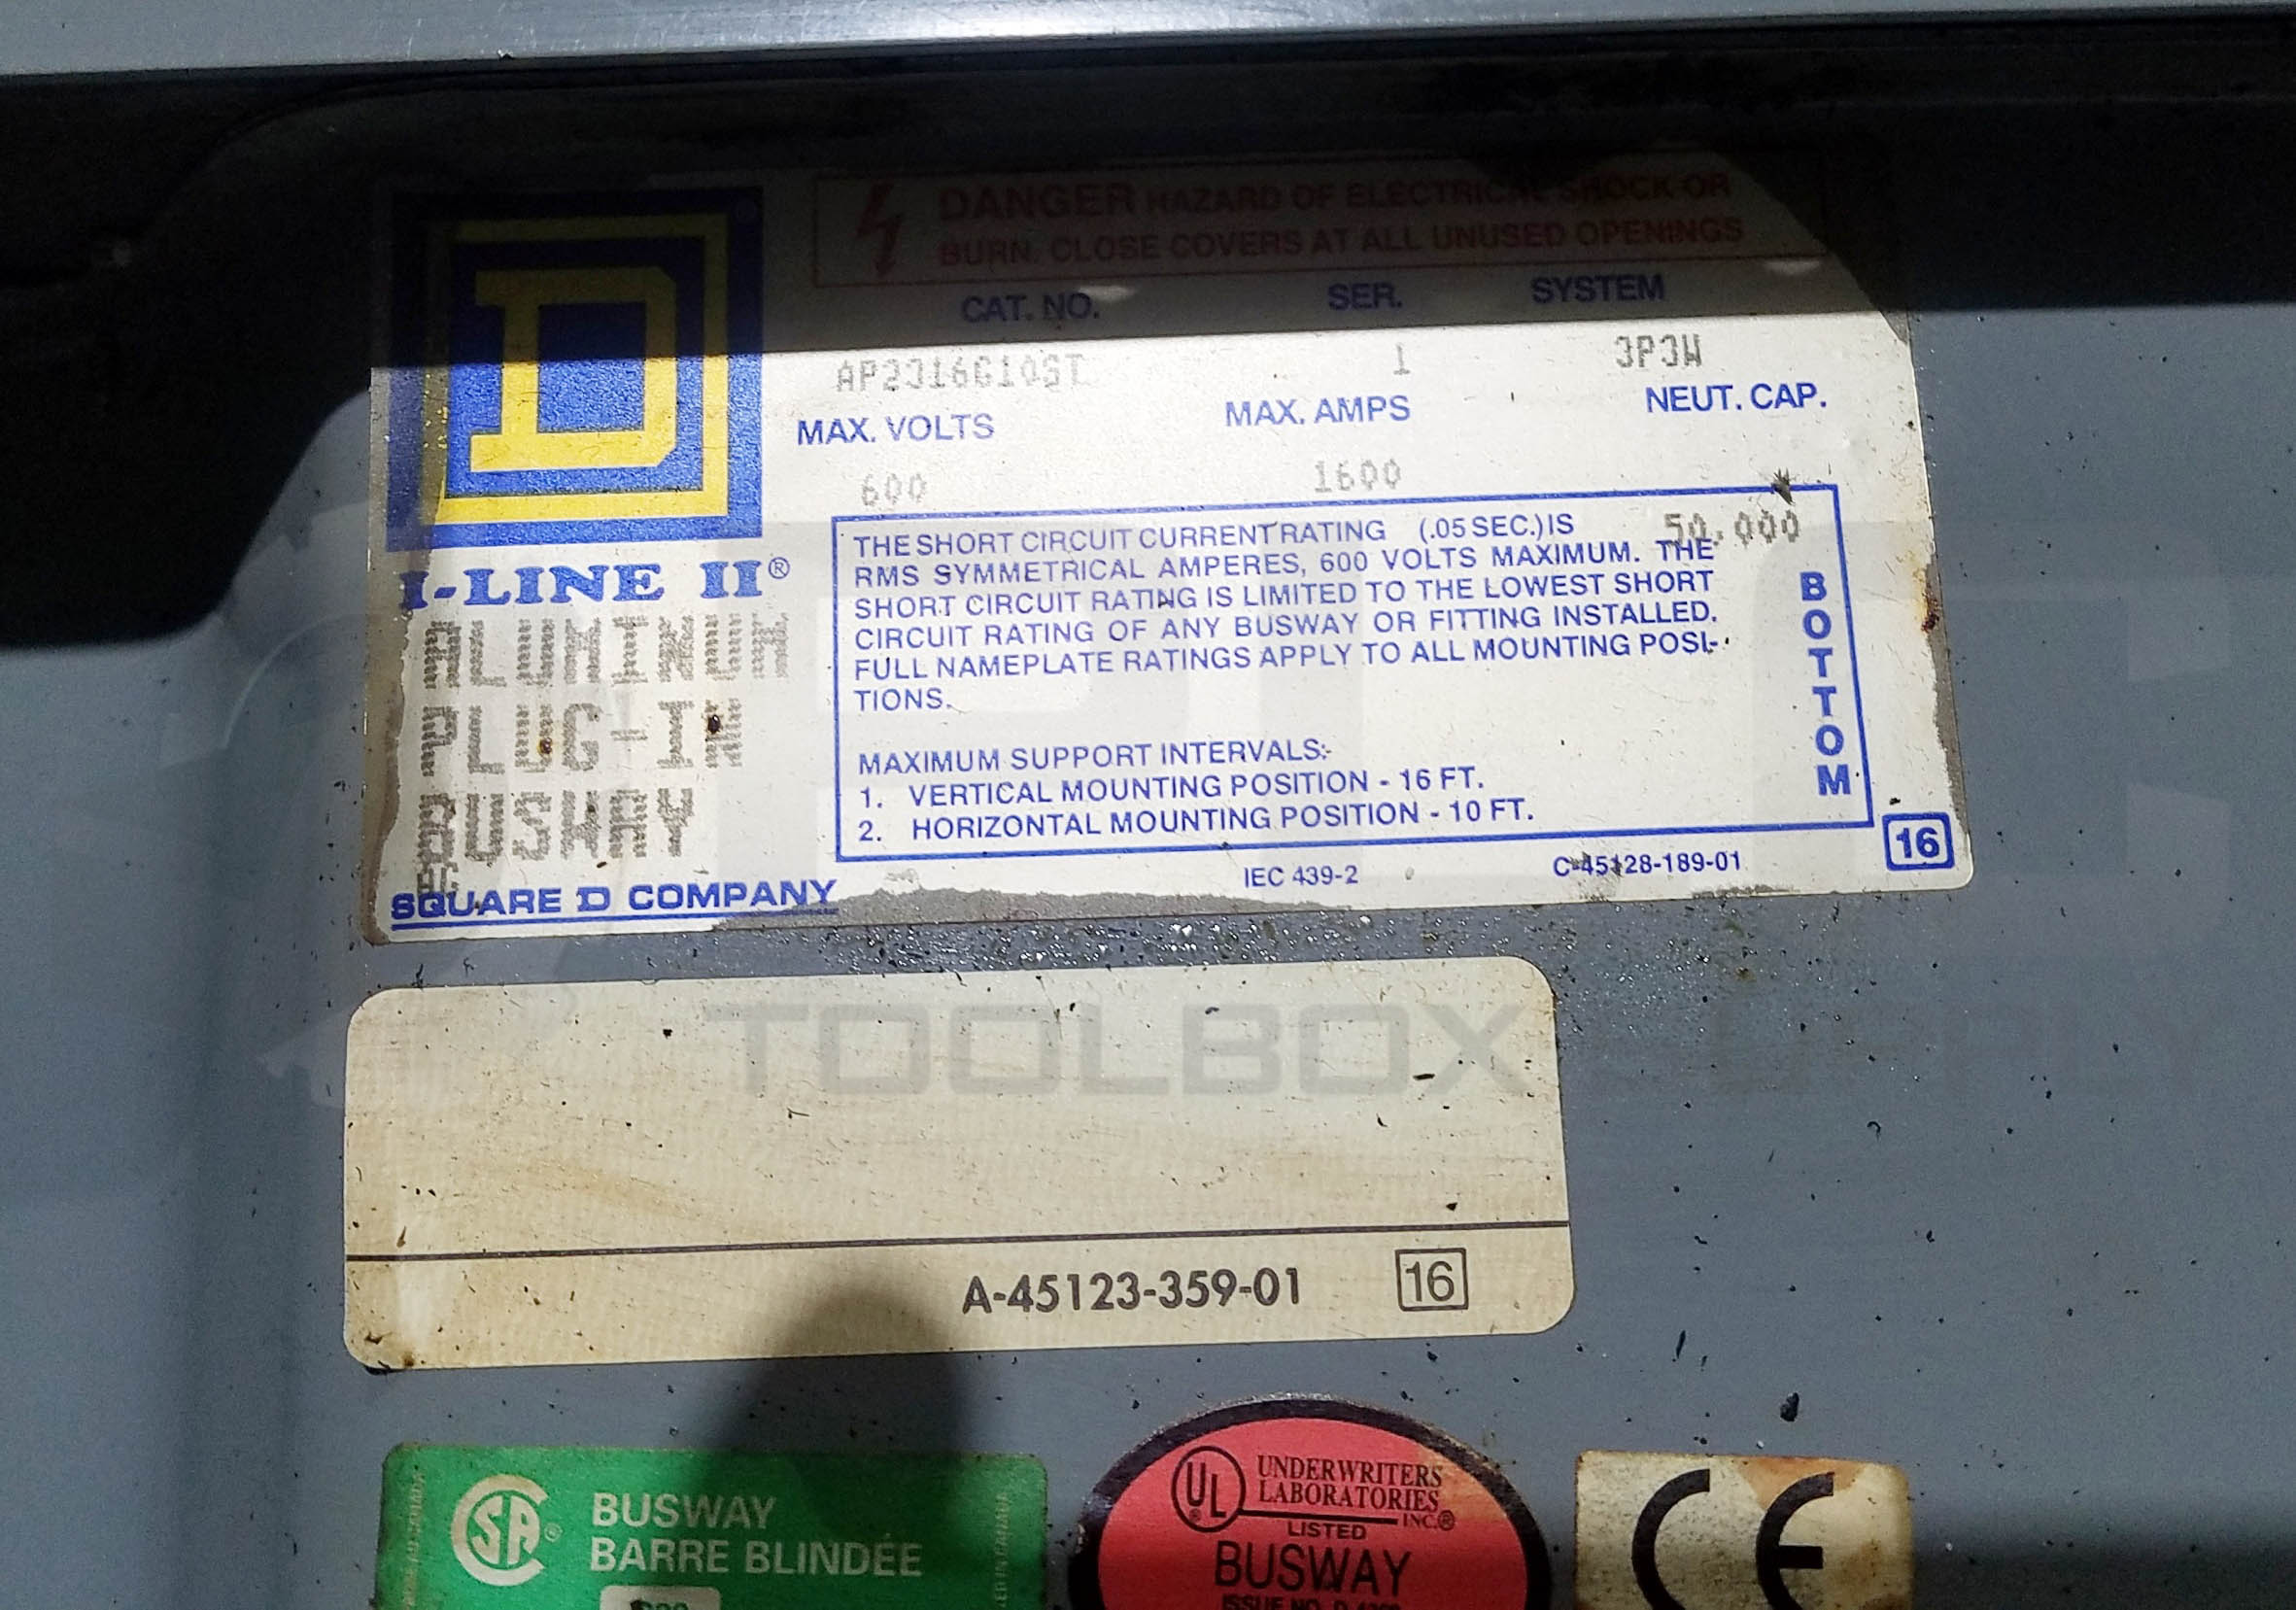 DANGER HAZARD OF ELECTRICAL SHOCK OR
BURN. CLOSE COVERS AT ALL UNUSED OPENINGS
CAT. NO. SER. SYSTEM
AP2316G10ST 1 3P3W
MAX. VOLTS MAX. AMPS NEUT. CAP.
600 1600
D
®
I-LINE II®
ALUMINUM
PLUG-IN
BUSWAY
SQUARE D COMPANY
THE SHORT CIRCUIT CURRENT RATING (.05 SEC.) IS 50,000
RMS SYMMETRICAL AMPERES, 600 VOLTS MAXIMUM. THE
SHORT CIRCUIT RATING IS LIMITED TO THE LOWEST SHORT
CIRCUIT RATING OF ANY BUSWAY OR FITTING INSTALLED.
FULL NAMEPLATE RATINGS APPLY TO ALL MOUNTING POSI-
TIONS.
MAXIMUM SUPPORT INTERVALS:
1. VERTICAL MOUNTING POSITION - 16 FT.
2. HORIZONTAL MOUNTING POSITION - 10 FT.
BOTTOM
IEC 439-2 C-45128-189-01 16
TOOLBOX
A-45123-359-01 16
SA ®
BUSWAY
BARRE BLINDÉE
UL ®
UNDERWRITERS
LABORATORIES
INC.®
LISTED
BUSWAY
ISSUE NO.
CE